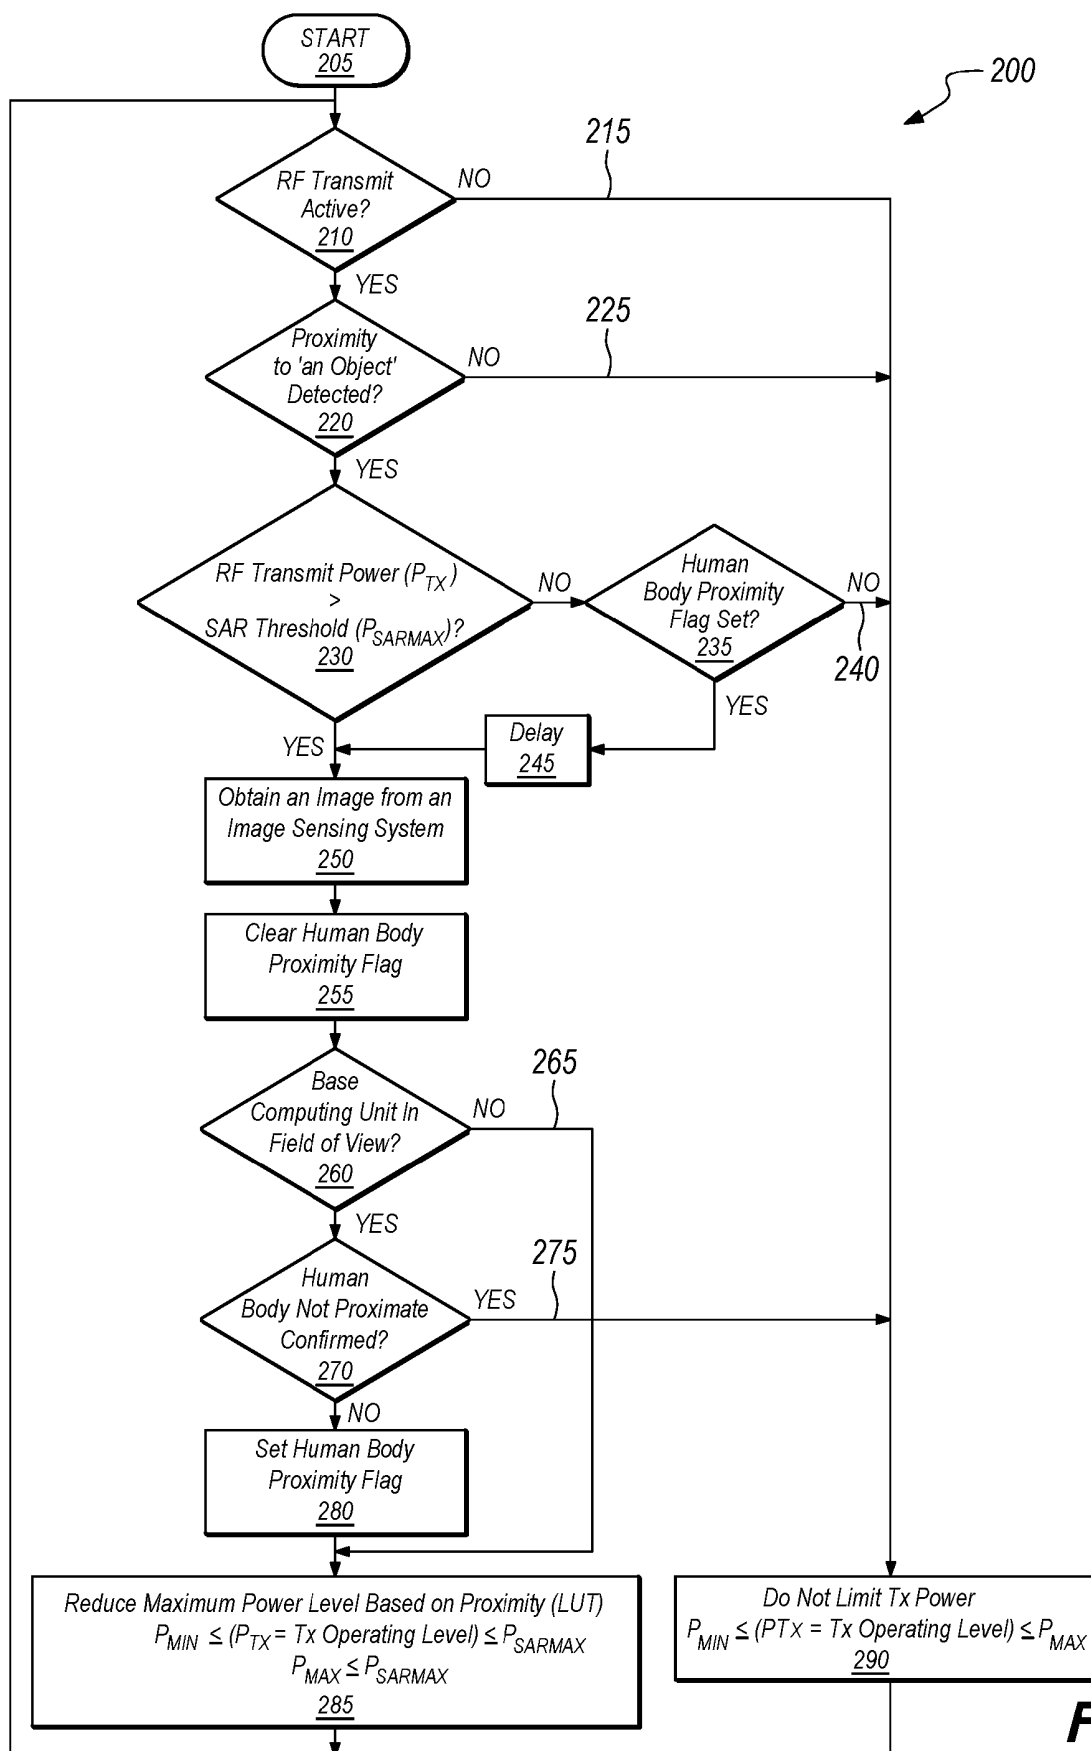 START
205
200
215
RF Transmit
Active?
210
NO
YES
225
Proximity
to 'an Object'
Detected?
220
NO
YES
RF Transmit Power (PTX)
>
SAR Threshold (PSARMAX)?
230
NO
Human
Body Proximity
Flag Set?
235
NO
240
YES
YES
Delay
245
Obtain an Image from an
Image Sensing System
250
Clear Human Body
Proximity Flag
255
265
Base
Computing Unit In
Field of View?
260
NO
YES
275
Human
Body Not Proximate
Confirmed?
270
YES
NO
Set Human Body
Proximity Flag
280
Reduce Maximum Power Level Based on Proximity (LUT)
PMIN ≤ (PTX = Tx Operating Level) ≤ PSARMAX
PMAX ≤ PSARMAX
285
Do Not Limit Tx Power
PMIN ≤ (PTx = Tx Operating Level) ≤ PMAX
290
F